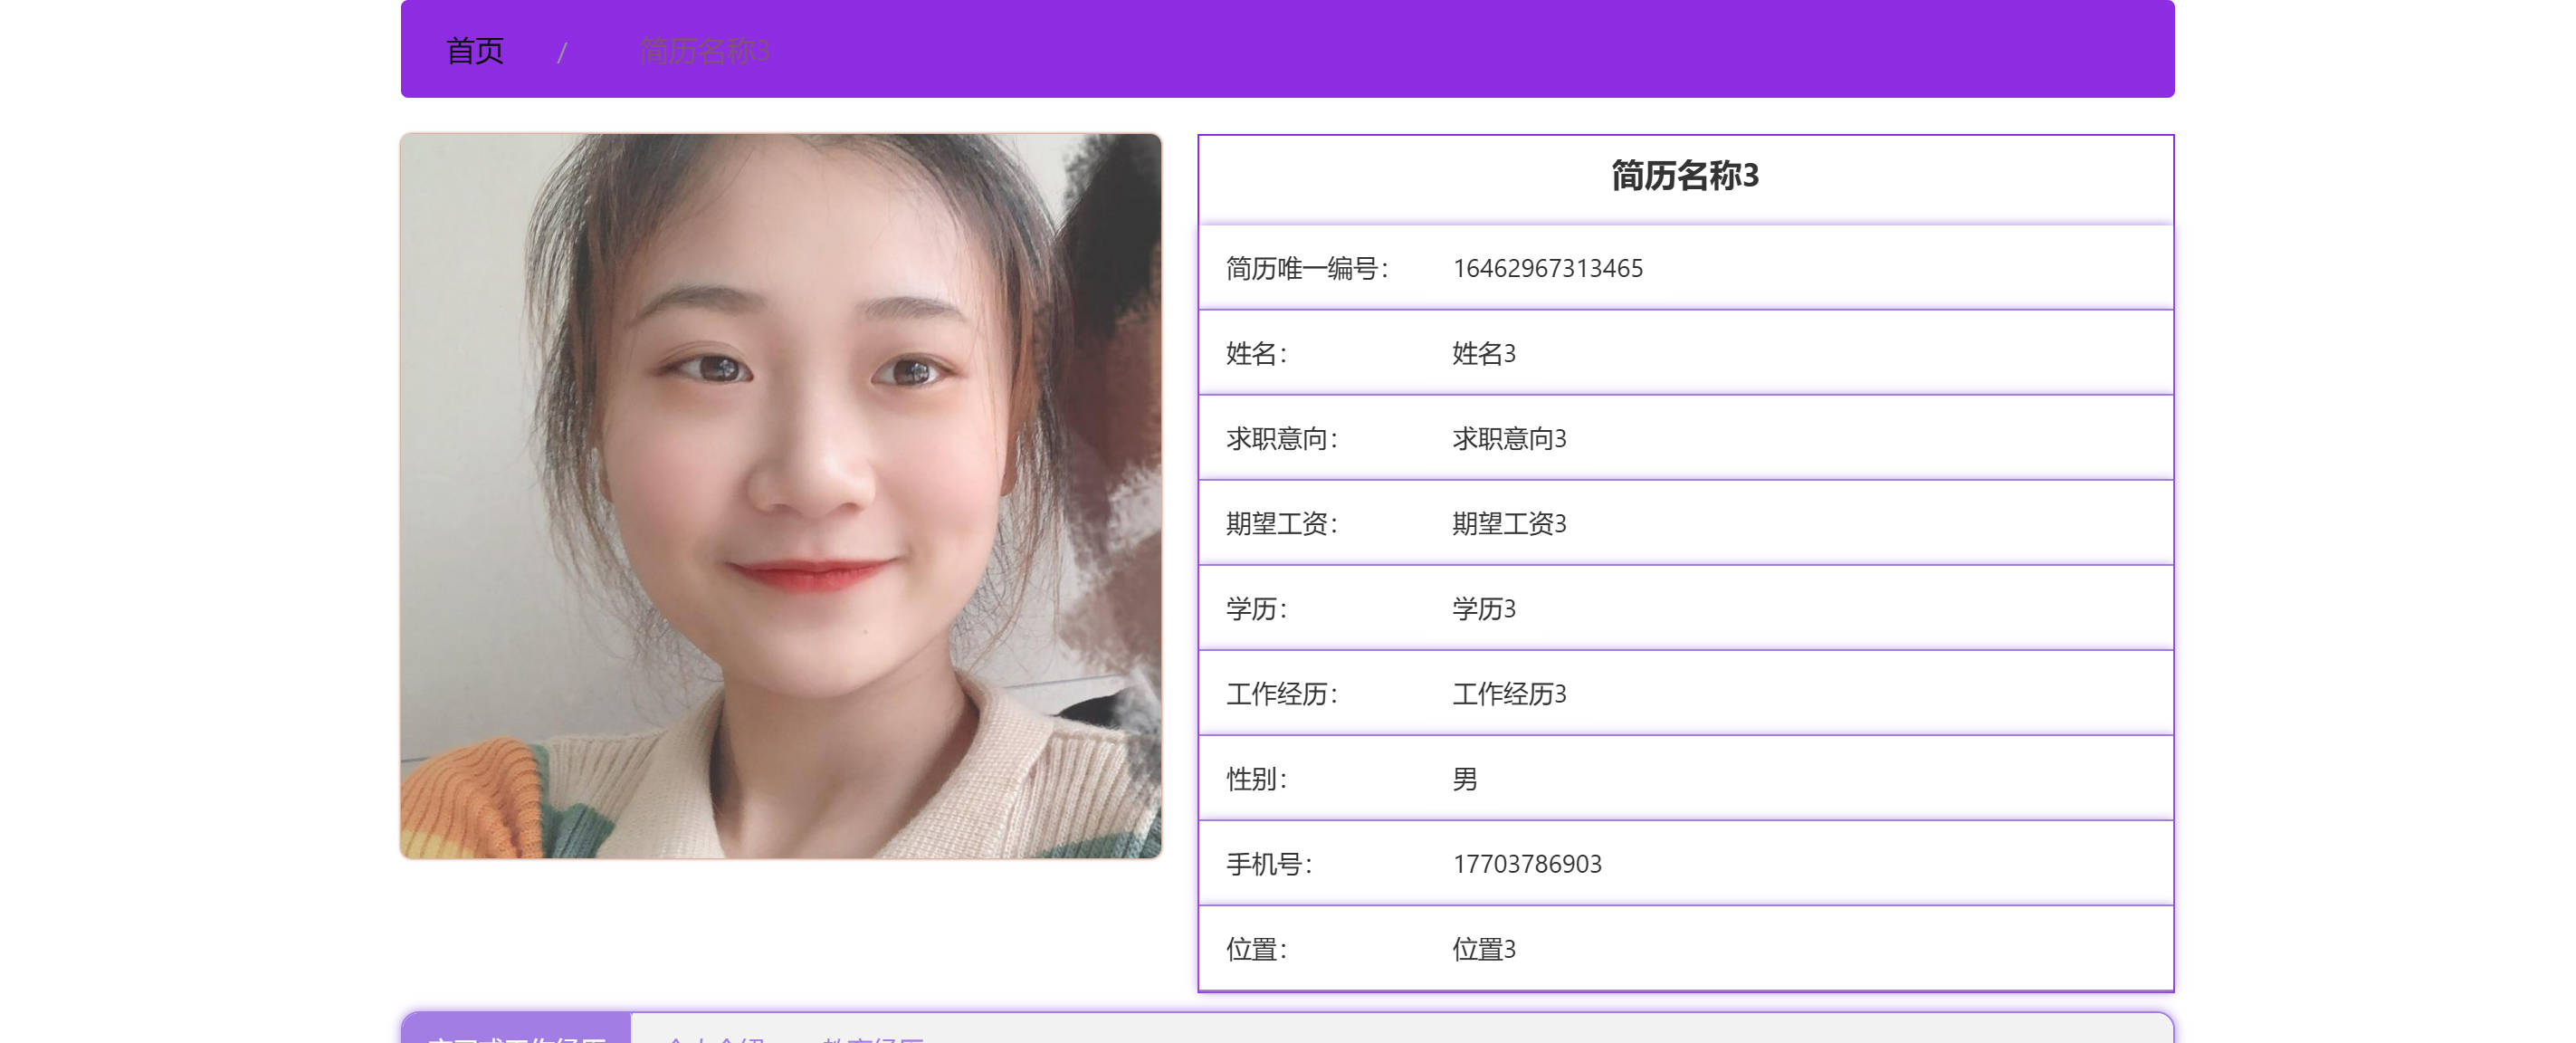 首页 / 简历名称3
简历名称3
简历唯一编号： 16462967313465
姓名： 姓名3
求职意向： 求职意向3
期望工资： 期望工资3
学历： 学历3
工作经历： 工作经历3
性别： 男
手机号： 17703786903
位置： 位置3